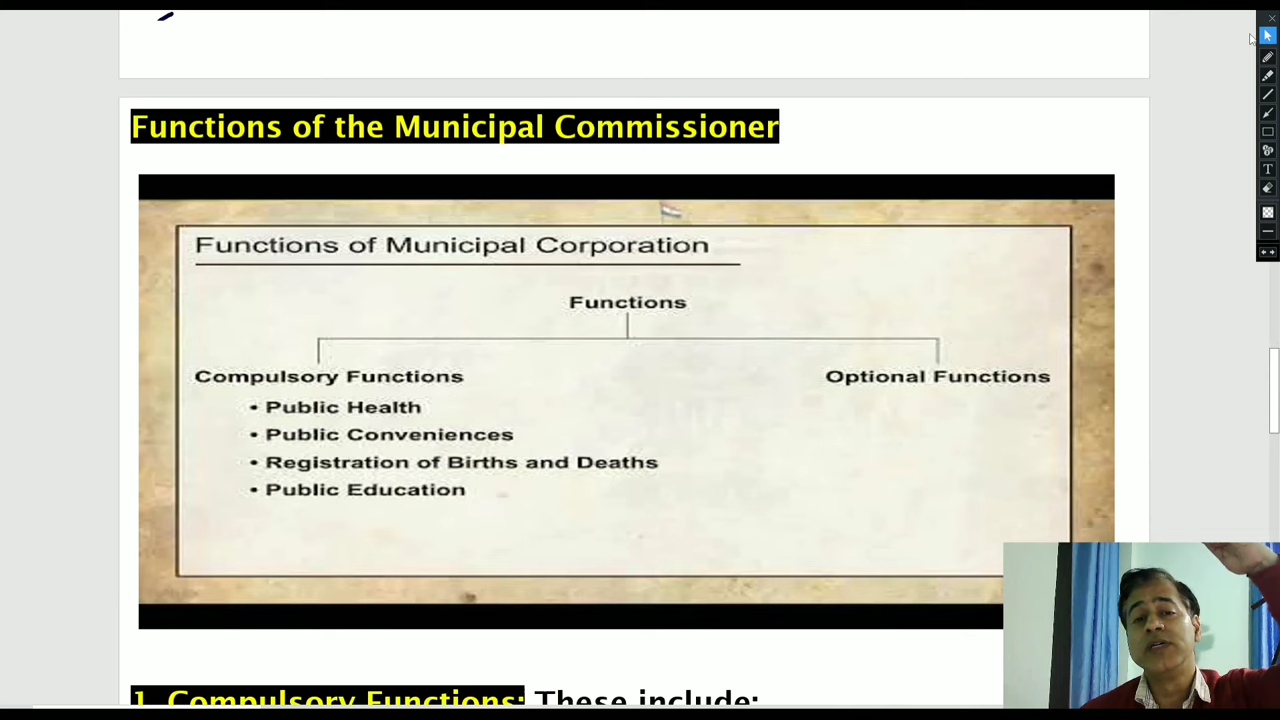 Functions of the Municipal Commissioner
Functions of Municipal Corporation
Functions
Compulsory Functions
Optional Functions
• Public Health
• Public Conveniences
• Registration of Births and Deaths
• Public Education
1. Compulsory Functions: These include: